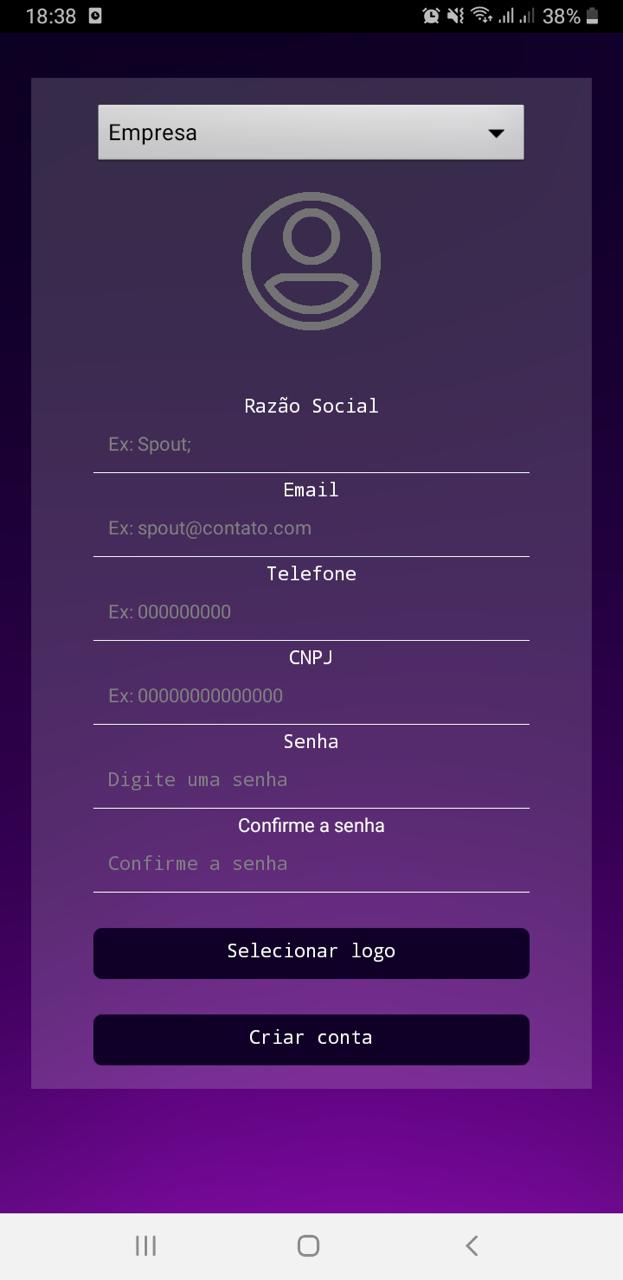 18:38 38%
Empresa
Razão Social
Ex: Spout;
Email
Ex: spout@contato.com
Telefone
Ex: 000000000
CNPJ
Ex: 00000000000000
Senha
Digite uma senha
Confirme a senha
Confirme a senha
Selecionar logo
Criar conta